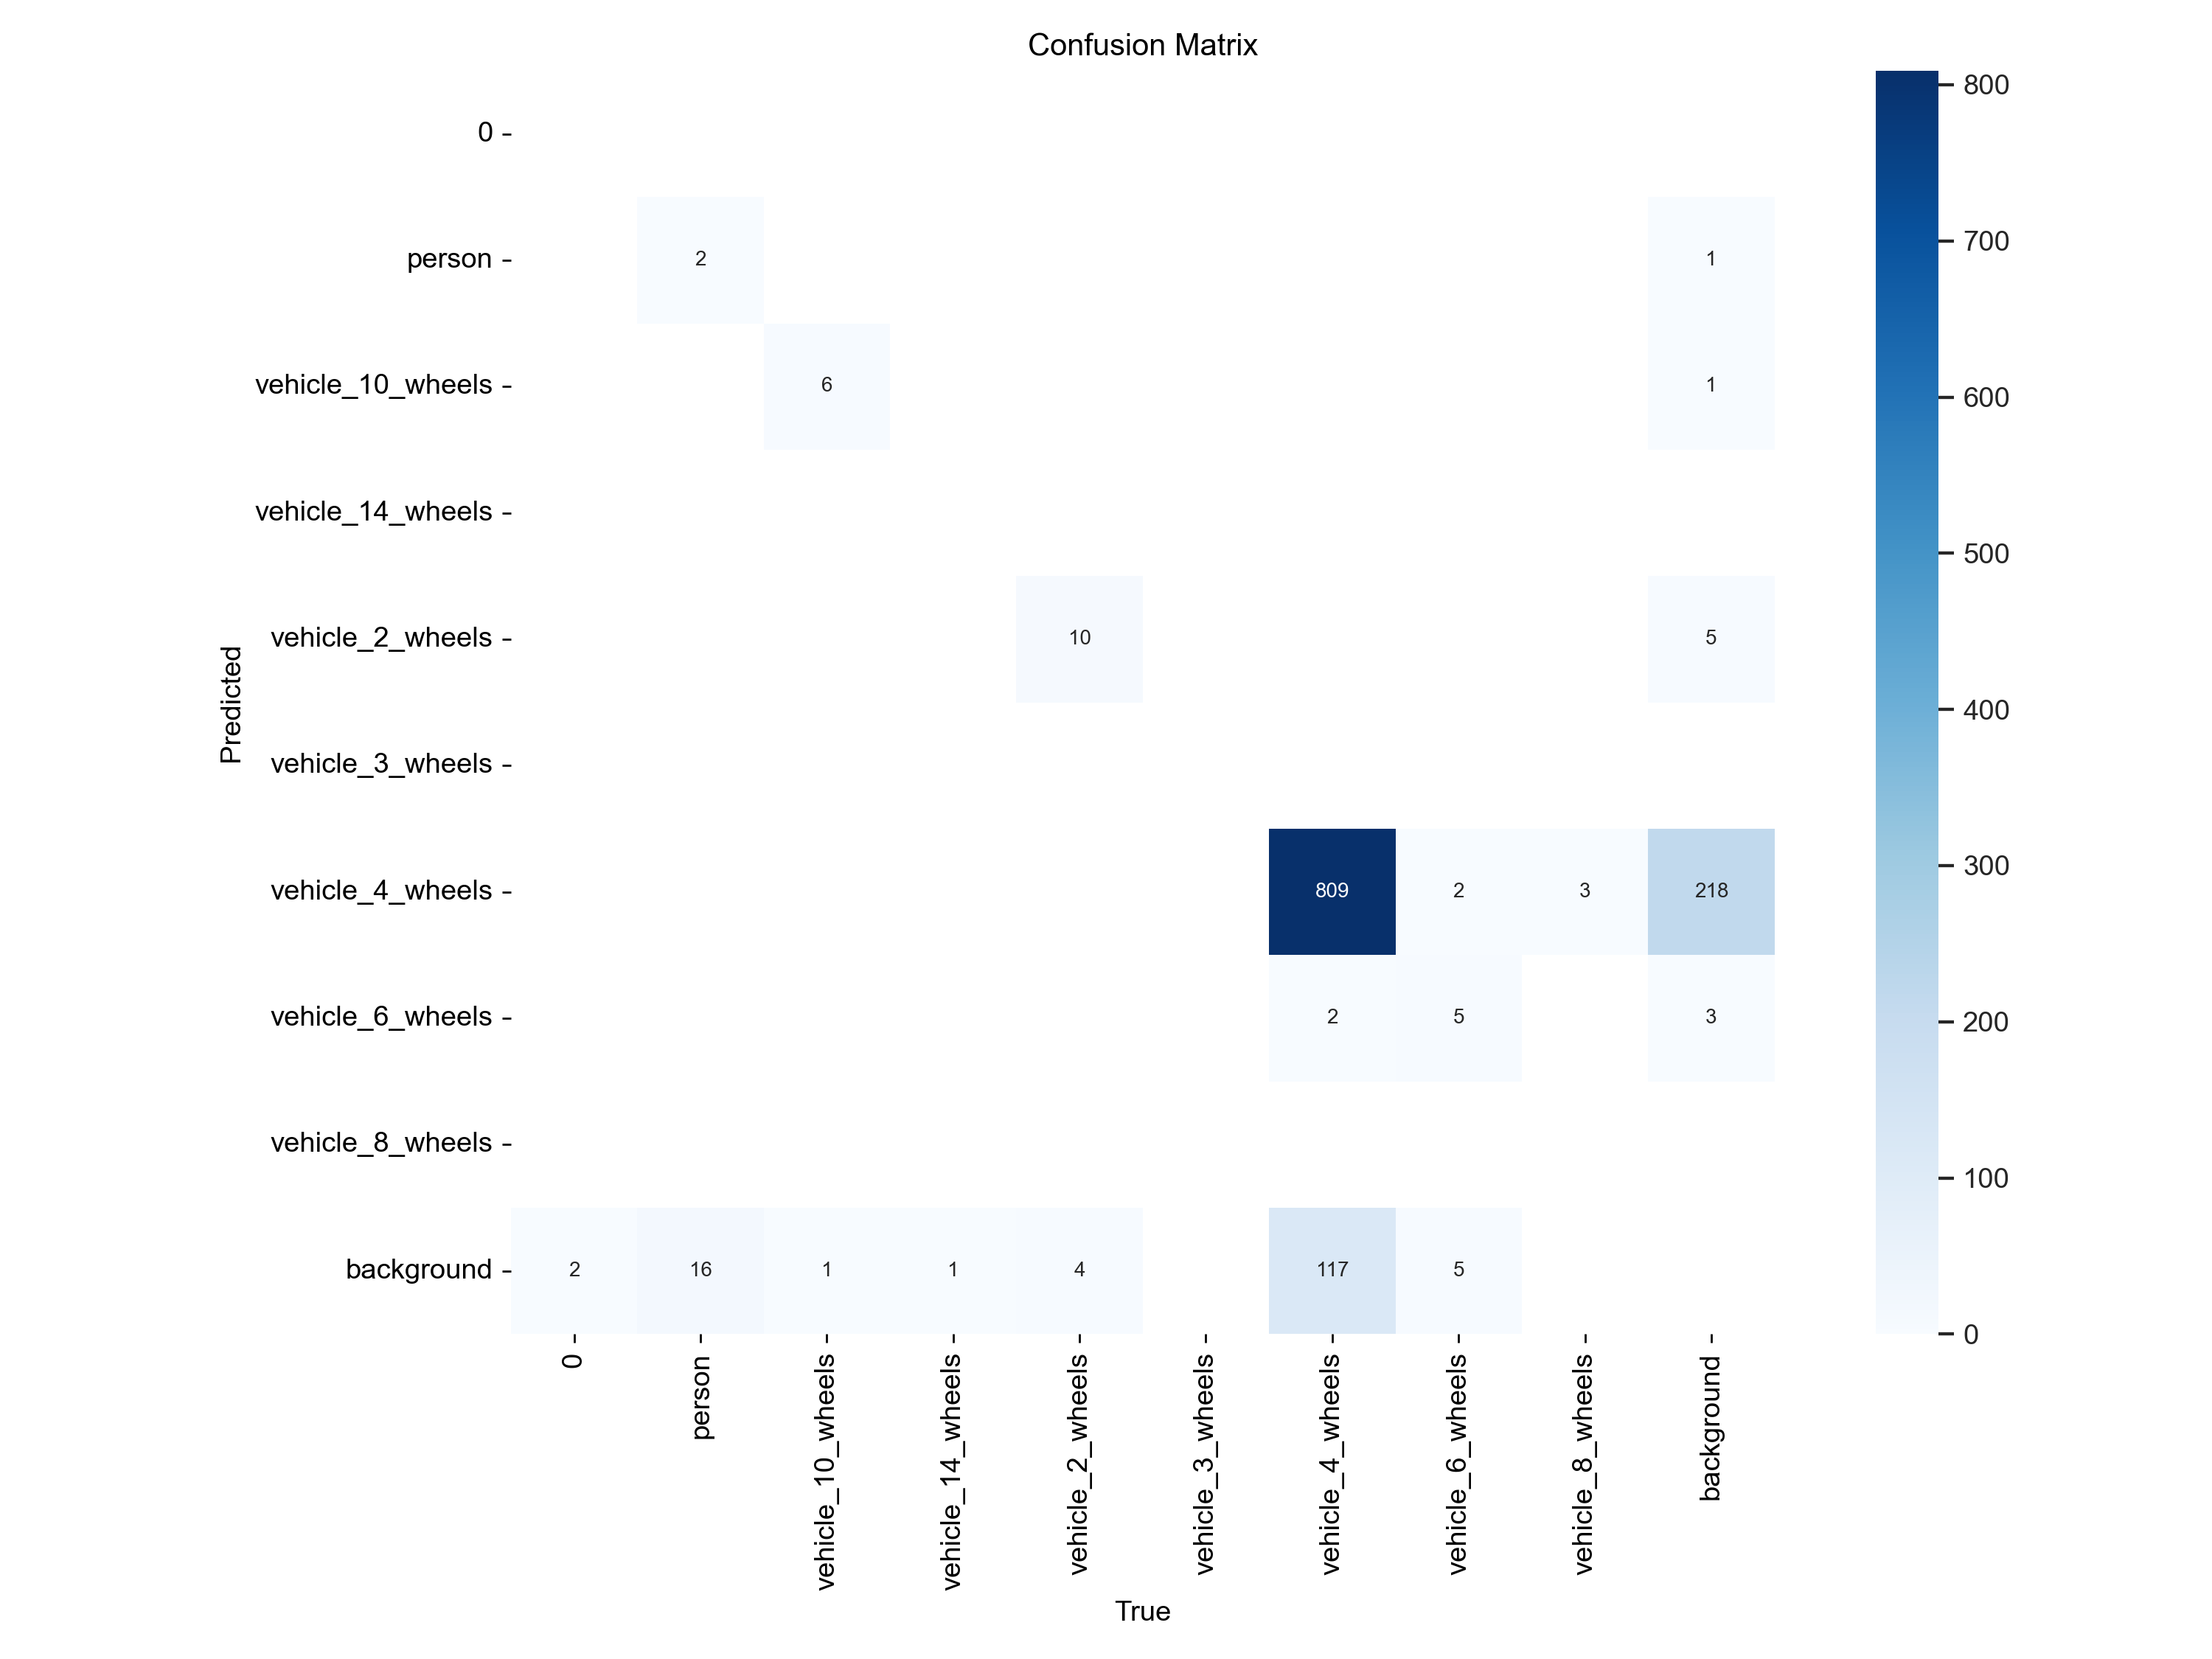 Confusion Matrix
0
person 2 1
vehicle_10_wheels 6 1
vehicle_14_wheels
vehicle_2_wheels 10 5
vehicle_3_wheels
vehicle_4_wheels 809 2 3 218
vehicle_6_wheels 2 5 3
vehicle_8_wheels
background 2 16 1 1 4 117 5
Predicted
0
person
vehicle_10_wheels
vehicle_14_wheels
vehicle_2_wheels
vehicle_3_wheels
vehicle_4_wheels
vehicle_6_wheels
vehicle_8_wheels
background
True
800
700
600
500
400
300
200
100
0